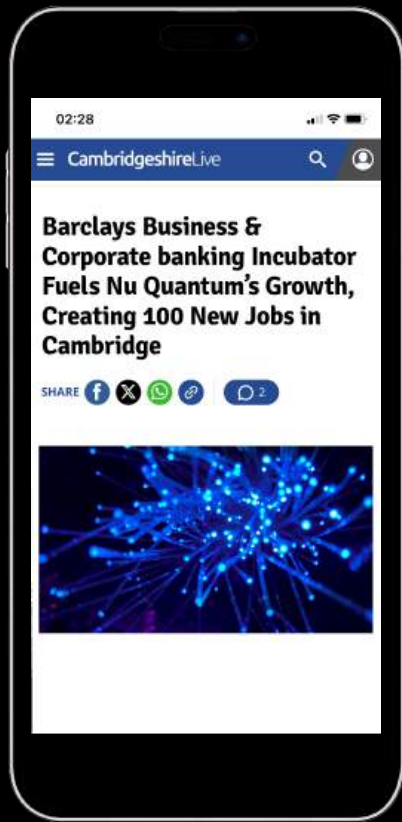 02:28
CambridgeshireLive
Barclays Business &
Corporate banking Incubator
Fuels Nu Quantum’s Growth,
Creating 100 New Jobs in
Cambridge
SHARE 2